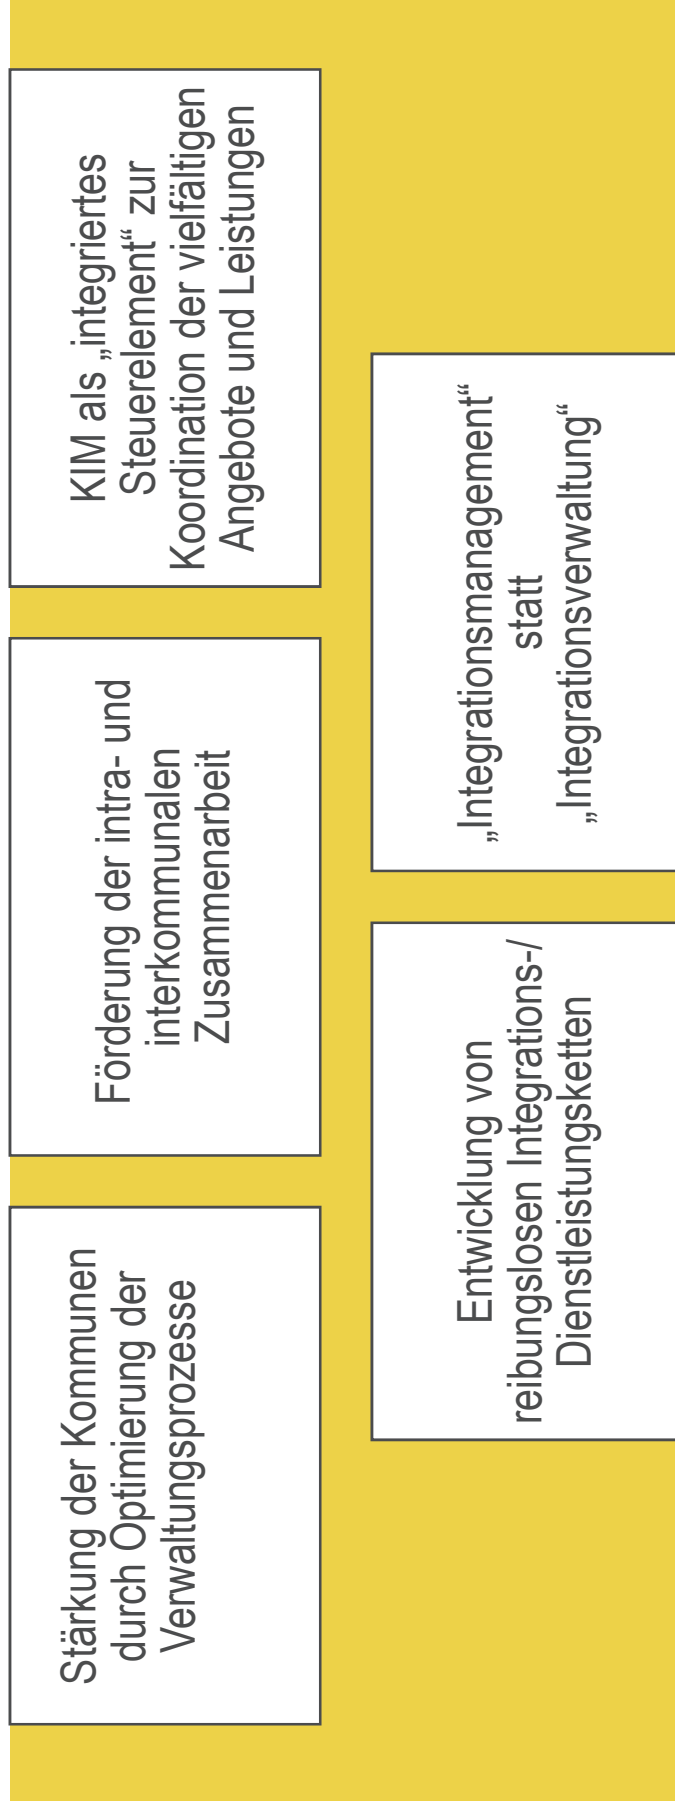 Stärkung der Kommunen
durch Optimierung der
Verwaltungsprozesse
Förderung der intra- und
interkommunalen
Zusammenarbeit
KIM als „integriertes
Steuerelement“ zur
Koordination der vielfältigen
Angebote und Leistungen
Entwicklung von
reibungslosen Integrations-/
Dienstleistungsketten
„Integrationsmanagement“
statt
„Integrationsverwaltung“